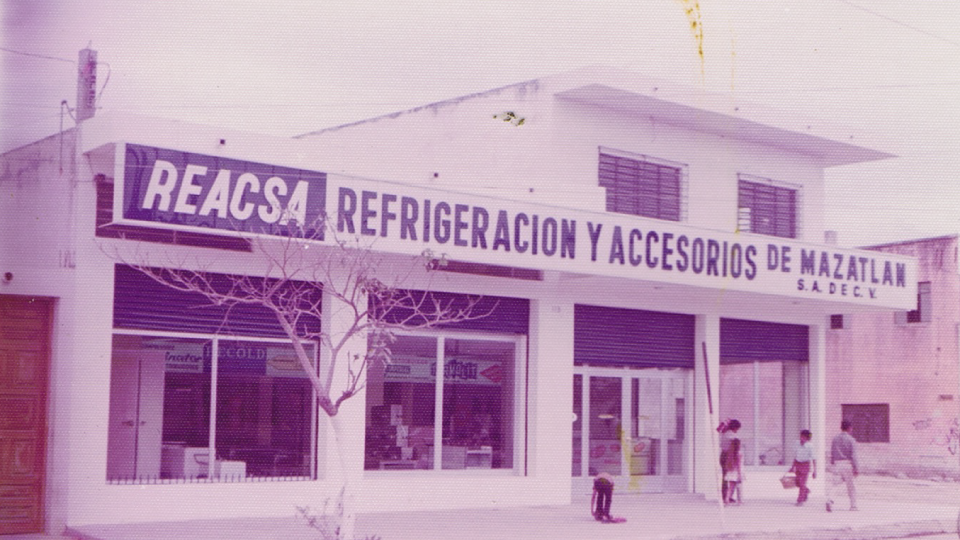 REACSA REFRIGERACION Y ACCESORIOS DE MAZATLAN
S. A. DE C. V.